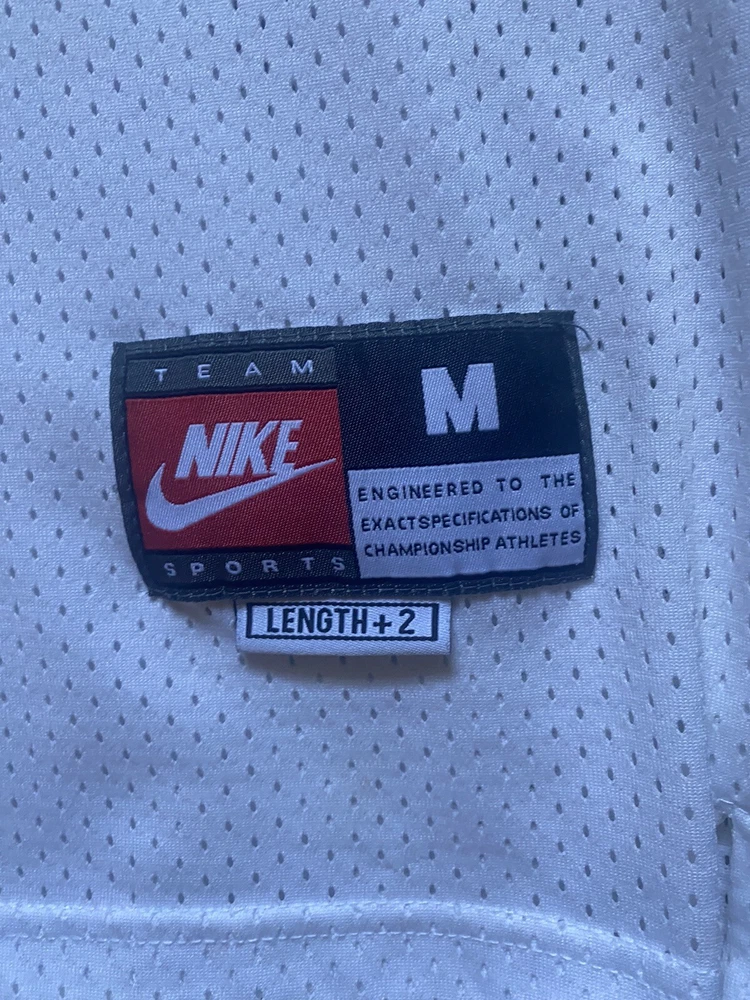 TEAM
NIKE
SPORTS
M
ENGINEERED TO THE
EXACTSPECIFICATIONS OF
CHAMPIONSHIP ATHLETES
LENGTH+2